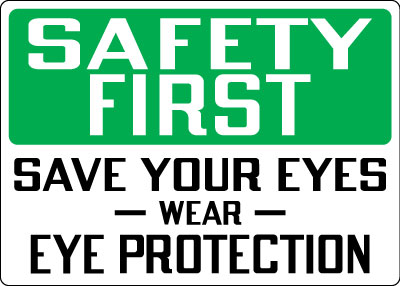 SAFETY
FIRST
SAVE YOUR EYES
— WEAR —
EYE PROTECTION